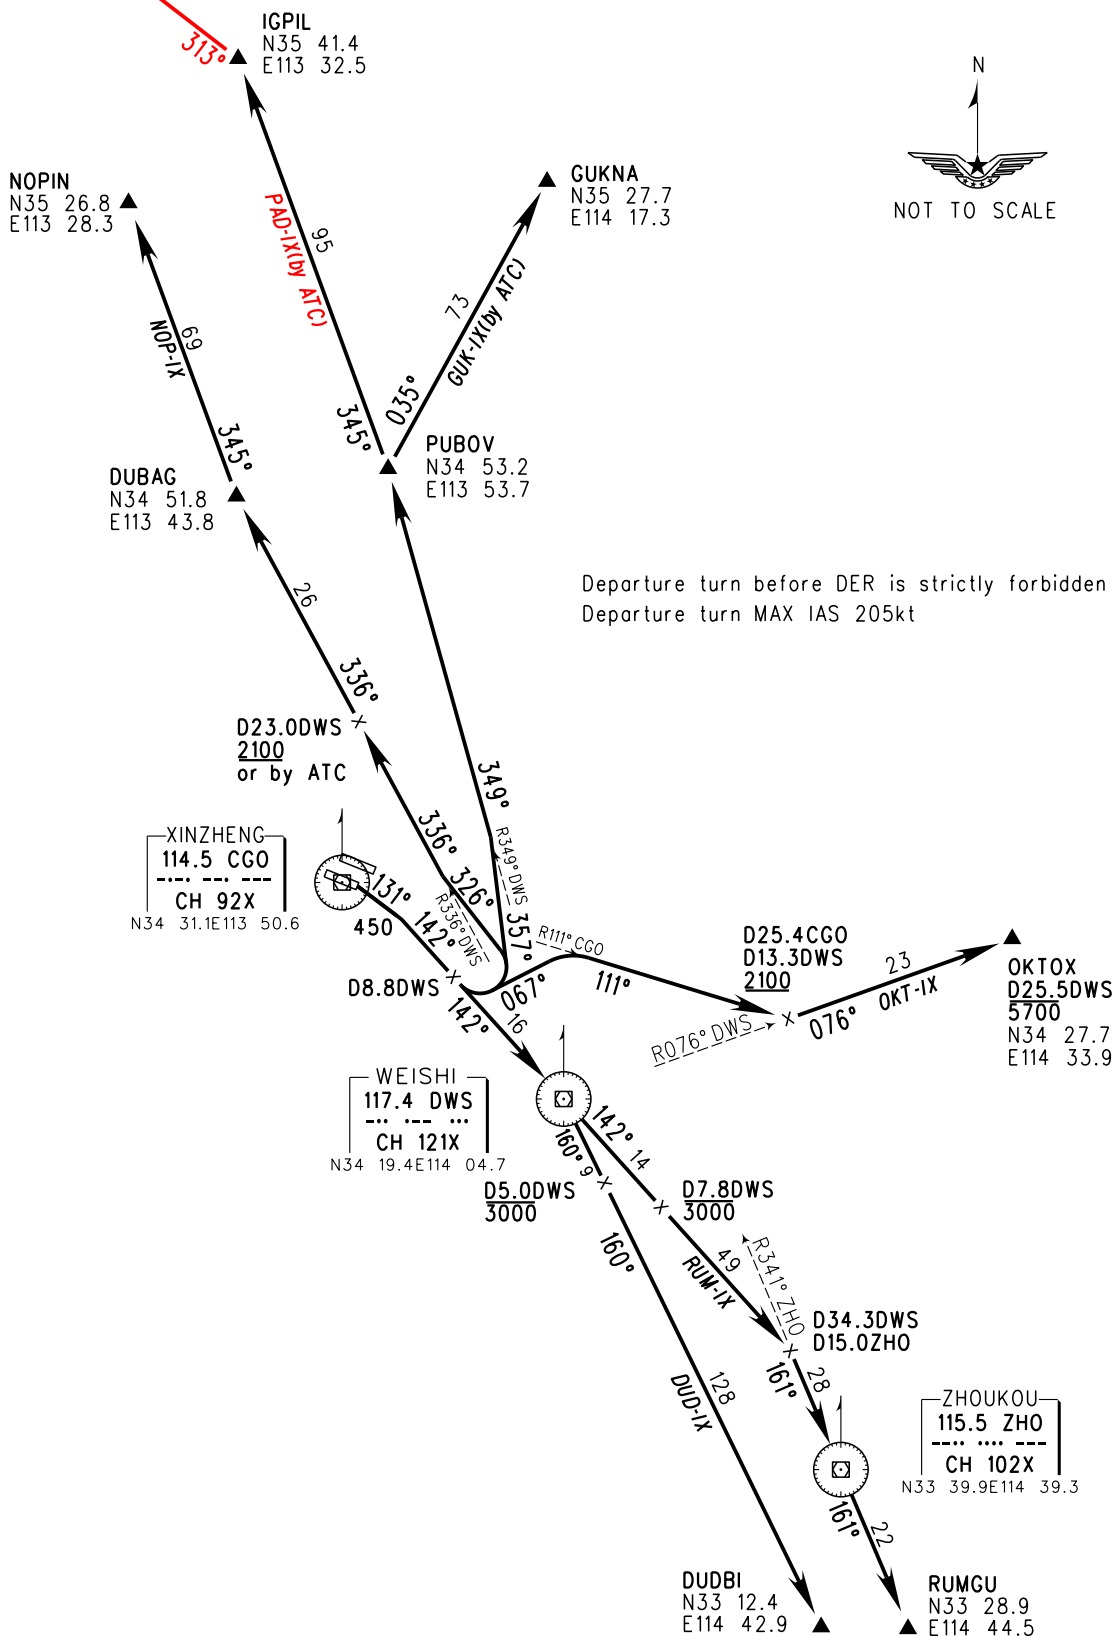 IGPIL
N35 41.4
E113 32.5
313°
N
NOT TO SCALE
NOPIN
N35 26.8
E113 28.3
GUKNA
N35 27.7
E114 17.3
PAD-IX(by ATC)
95
73
GUK-IX(by ATC)
69
NOP-IX
035°
345°
345°
PUBOV
N34 53.2
E113 53.7
DUBAG
N34 51.8
E113 43.8
Departure turn before DER is strictly forbidden
Departure turn MAX IAS 205kt
26
336°
D23.0DWS
2100
or by ATC
349°
336°
R349°DWS
XINZHENG
114.5 CGO
CH 92X
N34 31.1E113 50.6
131°
450
142°
326°
R336°DWS
357°
R111°CGO
D25.4CGO
D13.3DWS
2100
23
OKT-IX
OKTOX
D25.5DWS
5700
N34 27.7
E114 33.9
D8.8DWS
067°
111°
076°
R076°DWS
142°
16
WEISHI
117.4 DWS
CH 121X
N34 19.4E114 04.7
142°
14
160°
9
D5.0DWS
3000
D7.8DWS
3000
160°
49
RUM-IX
R341°ZHO
D34.3DWS
D15.0ZHO
161°
28
128
DUD-IX
ZHOUKOU
115.5 ZHO
CH 102X
N33 39.9E114 39.3
161°
22
DUDBI
N33 12.4
E114 42.9
RUMGU
N33 28.9
E114 44.5